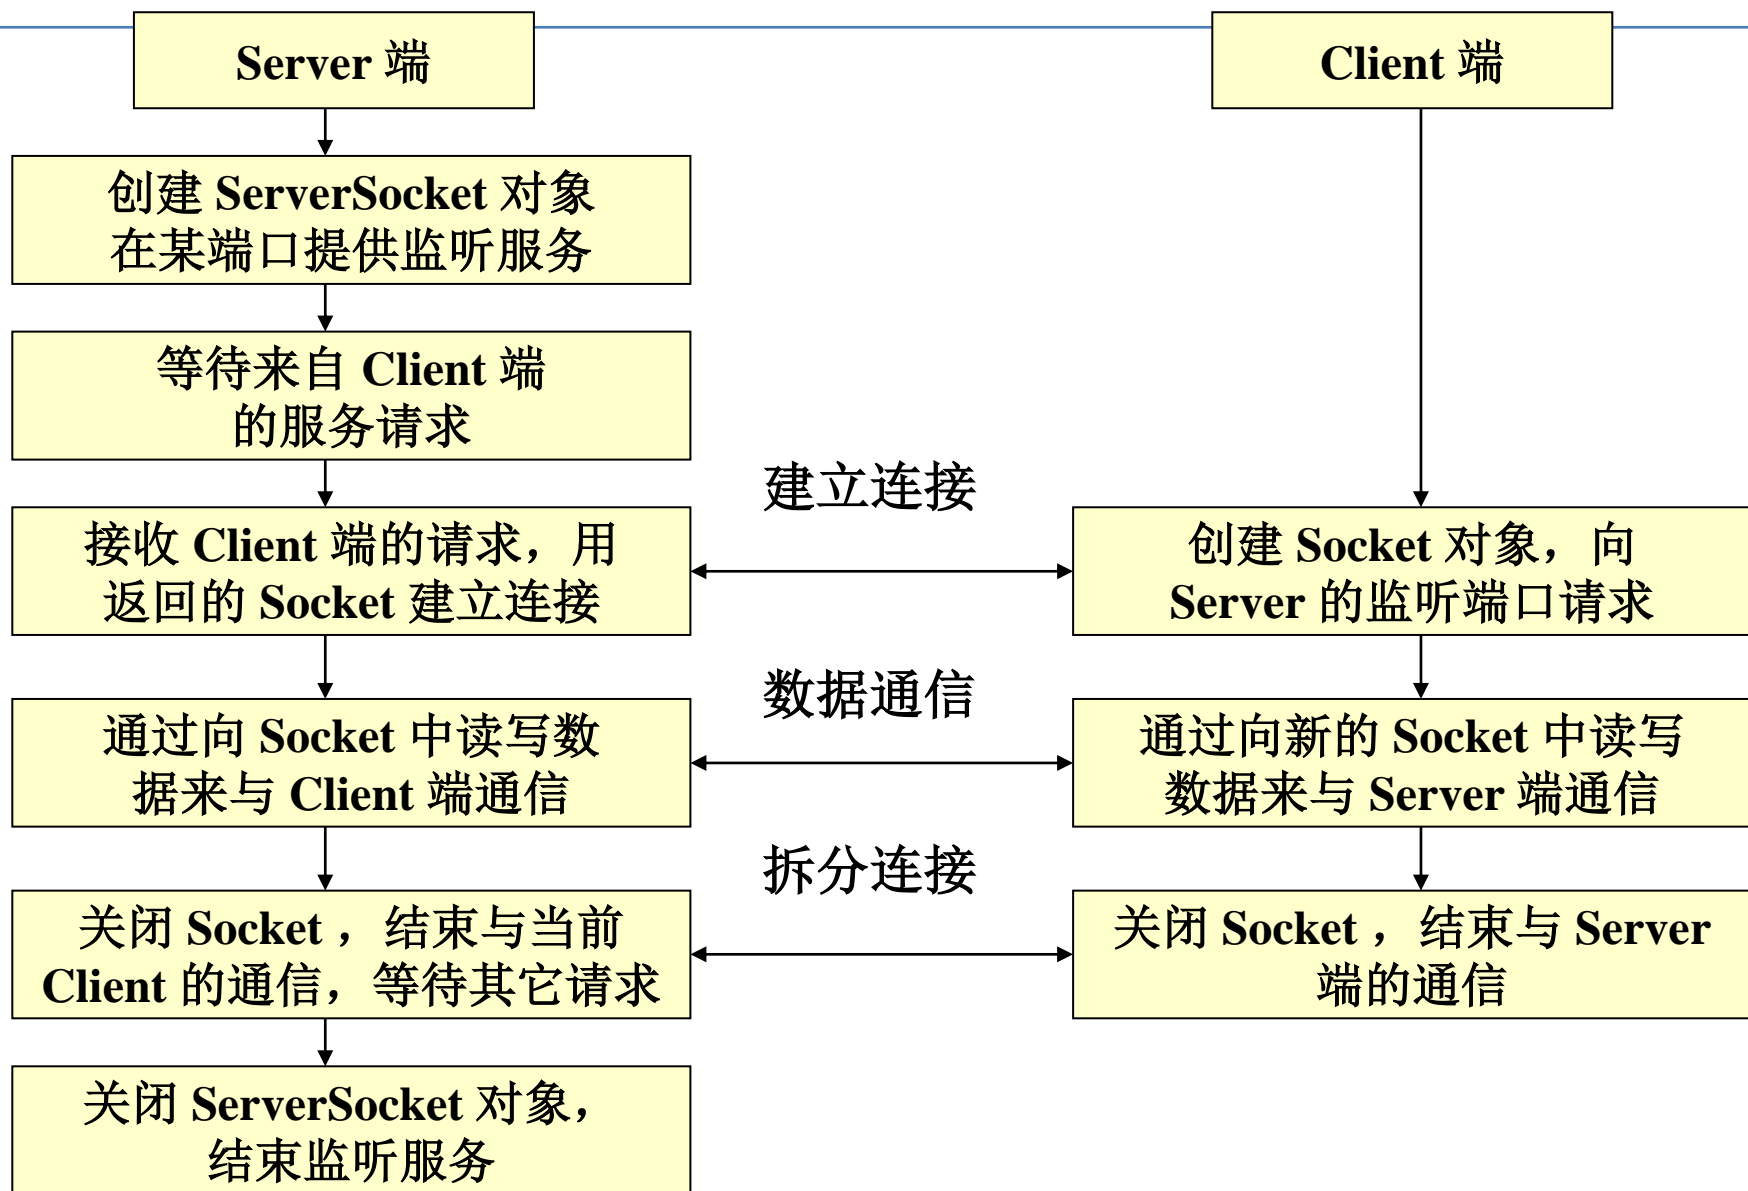 Server 端
Client 端
创建 ServerSocket 对象
在某端口提供监听服务
等待来自 Client 端
的服务请求
建立连接
接收 Client 端的请求，用
返回的 Socket 建立连接
创建 Socket 对象，向
Server 的监听端口请求
数据通信
通过向 Socket 中读写数
据来与 Client 端通信
通过向新的 Socket 中读写
数据来与 Server 端通信
拆分连接
关闭 Socket ，结束与当前
Client 的通信，等待其它请求
关闭 Socket ，结束与 Server
端的通信
关闭 ServerSocket 对象，
结束监听服务